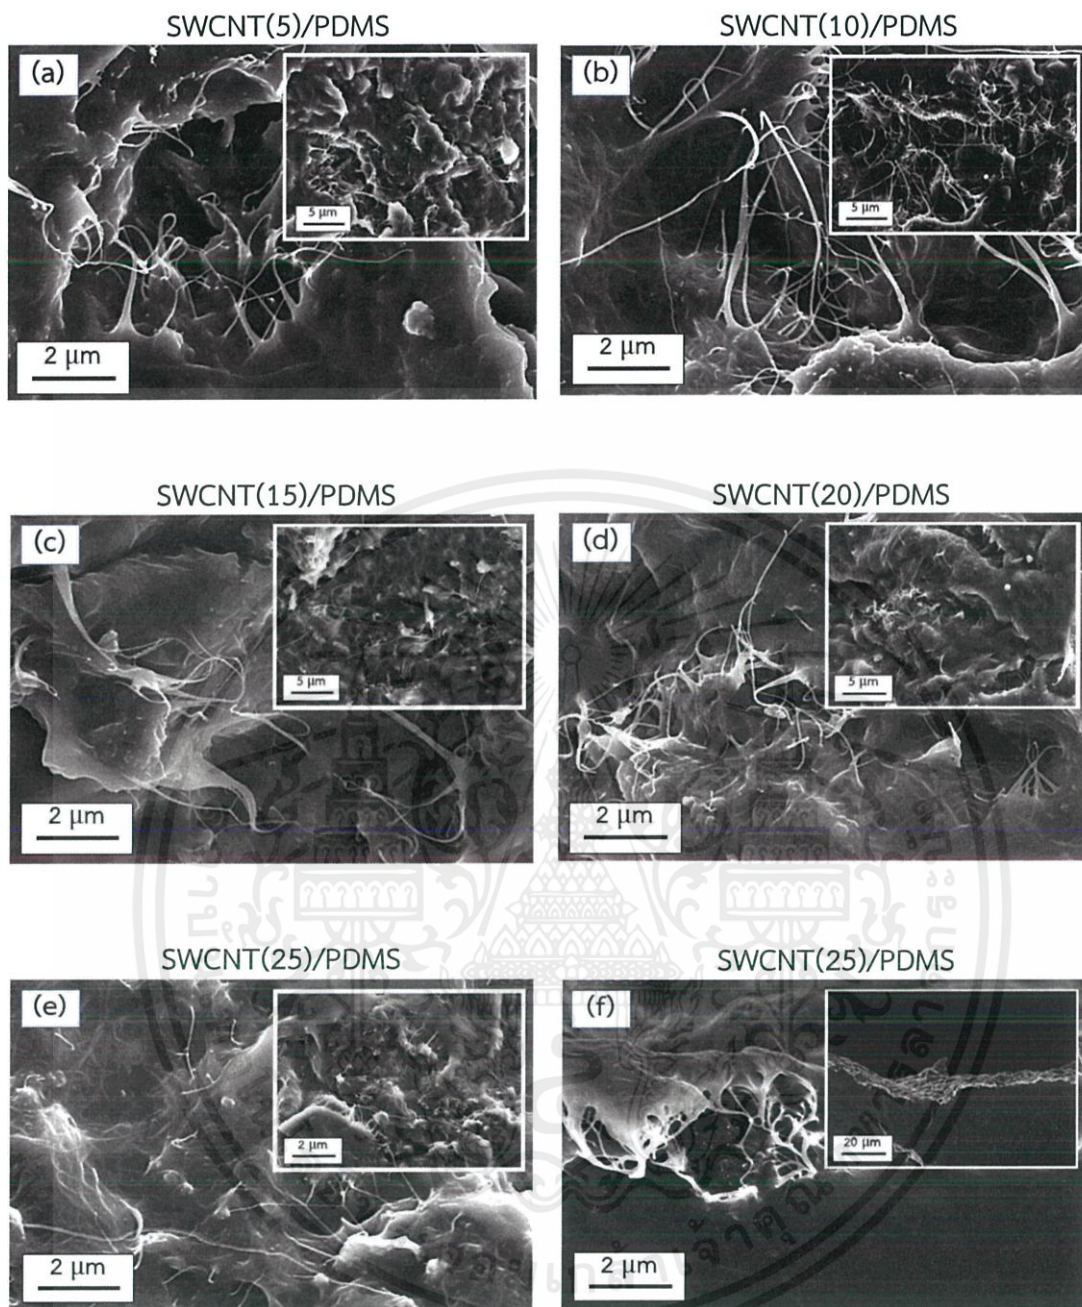 SWCNT(5)/PDMS
SWCNT(10)/PDMS
(a)
5 μm
2 μm
(b)
5 μm
2 μm
SWCNT(15)/PDMS
SWCNT(20)/PDMS
(c)
5 μm
2 μm
(d)
5 μm
2 μm
SWCNT(25)/PDMS
SWCNT(25)/PDMS
(e)
2 μm
2 μm
(f)
20 μm
2 μm